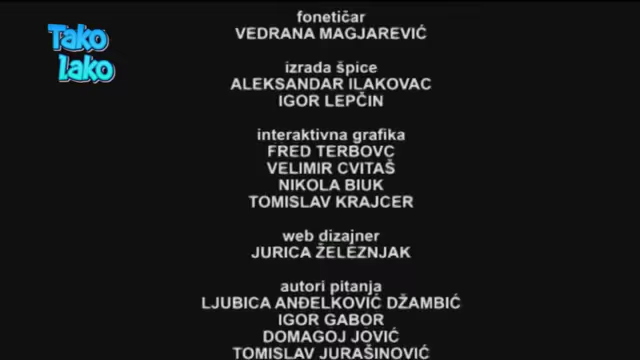 Tako
lako
fonetičar
VEDRANA MAGJAREVIĆ
izrada špice
ALEKSANDAR ILAKOVAC
IGOR LEPČIN
interaktivna grafika
FRED TERBOVC
VELIMIR CVITAŠ
NIKOLA BIUK
TOMISLAV KRAJCER
web dizajner
JURICA ŽELEZNJAK
autori pitanja
LJUBICA ANĐELKOVIĆ DŽAMBIĆ
IGOR GABOR
DOMAGOJ JOVIĆ
TOMISLAV JURAŠINOVIĆ